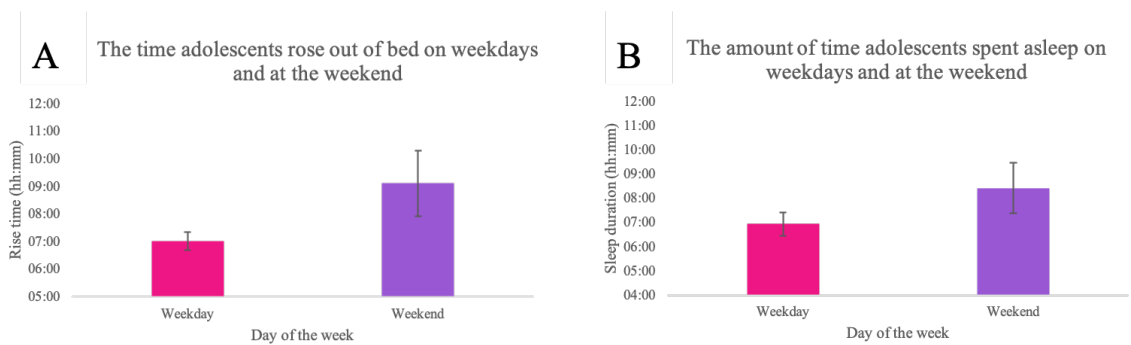 A
The time adolescents rose out of bed on weekdays
and at the weekend
12:00
11:00
10:00
09:00
08:00
07:00
06:00
05:00
Rise time (hh:mm)
Weekday
Weekend
Day of the week
B
The amount of time adolescents spent asleep on
weekdays and at the weekend
12:00
11:00
10:00
09:00
08:00
07:00
06:00
05:00
04:00
Sleep duration (hh:mm)
Weekday
Weekend
Day of the week